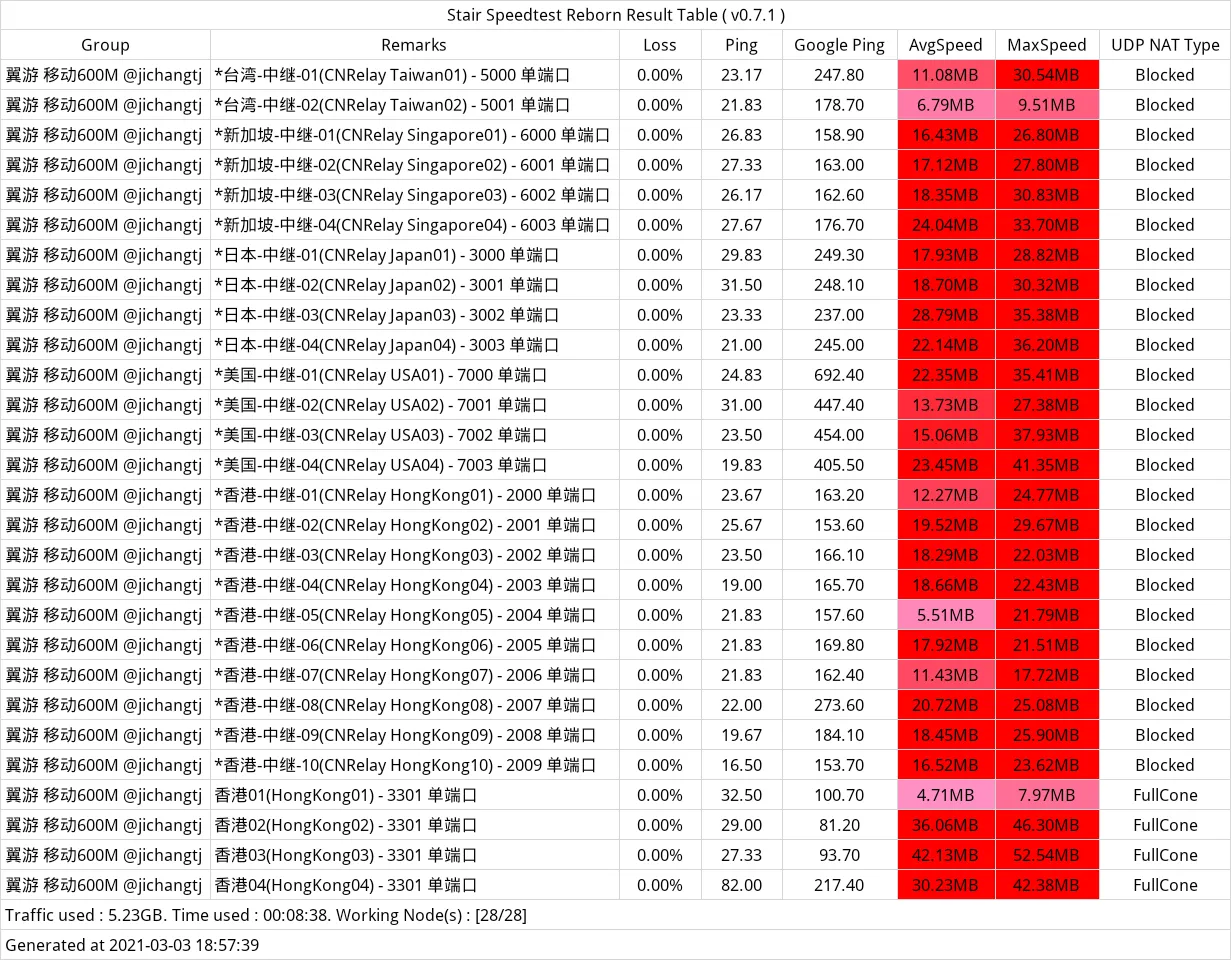 Stair Speedtest Reborn Result Table ( v0.7.1 )
Group Remarks Loss Ping Google Ping AvgSpeed MaxSpeed UDP NAT Type
翼游 移动600M @jichangtj *台湾-中继-01(CNRelay Taiwan01) - 5000 单端口 0.00% 23.17 247.80 11.08MB 30.54MB Blocked
翼游 移动600M @jichangtj *台湾-中继-02(CNRelay Taiwan02) - 5001 单端口 0.00% 21.83 178.70 6.79MB 9.51MB Blocked
翼游 移动600M @jichangtj *新加坡-中继-01(CNRelay Singapore01) - 6000 单端口 0.00% 26.83 158.90 16.43MB 26.80MB Blocked
翼游 移动600M @jichangtj *新加坡-中继-02(CNRelay Singapore02) - 6001 单端口 0.00% 27.33 163.00 17.12MB 27.80MB Blocked
翼游 移动600M @jichangtj *新加坡-中继-03(CNRelay Singapore03) - 6002 单端口 0.00% 26.17 162.60 18.35MB 30.83MB Blocked
翼游 移动600M @jichangtj *新加坡-中继-04(CNRelay Singapore04) - 6003 单端口 0.00% 27.67 176.70 24.04MB 33.70MB Blocked
翼游 移动600M @jichangtj *日本-中继-01(CNRelay Japan01) - 3000 单端口 0.00% 29.83 249.30 17.93MB 28.82MB Blocked
翼游 移动600M @jichangtj *日本-中继-02(CNRelay Japan02) - 3001 单端口 0.00% 31.50 248.10 18.70MB 30.32MB Blocked
翼游 移动600M @jichangtj *日本-中继-03(CNRelay Japan03) - 3002 单端口 0.00% 23.33 237.00 28.79MB 35.38MB Blocked
翼游 移动600M @jichangtj *日本-中继-04(CNRelay Japan04) - 3003 单端口 0.00% 21.00 245.00 22.14MB 36.20MB Blocked
翼游 移动600M @jichangtj *美国-中继-01(CNRelay USA01) - 7000 单端口 0.00% 24.83 692.40 22.35MB 35.41MB Blocked
翼游 移动600M @jichangtj *美国-中继-02(CNRelay USA02) - 7001 单端口 0.00% 31.00 447.40 13.73MB 27.38MB Blocked
翼游 移动600M @jichangtj *美国-中继-03(CNRelay USA03) - 7002 单端口 0.00% 23.50 454.00 15.06MB 37.93MB Blocked
翼游 移动600M @jichangtj *美国-中继-04(CNRelay USA04) - 7003 单端口 0.00% 19.83 405.50 23.45MB 41.35MB Blocked
翼游 移动600M @jichangtj *香港-中继-01(CNRelay HongKong01) - 2000 单端口 0.00% 23.67 163.20 12.27MB 24.77MB Blocked
翼游 移动600M @jichangtj *香港-中继-02(CNRelay HongKong02) - 2001 单端口 0.00% 25.67 153.60 19.52MB 29.67MB Blocked
翼游 移动600M @jichangtj *香港-中继-03(CNRelay HongKong03) - 2002 单端口 0.00% 23.50 166.10 18.29MB 22.03MB Blocked
翼游 移动600M @jichangtj *香港-中继-04(CNRelay HongKong04) - 2003 单端口 0.00% 19.00 165.70 18.66MB 22.43MB Blocked
翼游 移动600M @jichangtj *香港-中继-05(CNRelay HongKong05) - 2004 单端口 0.00% 21.83 157.60 5.51MB 21.79MB Blocked
翼游 移动600M @jichangtj *香港-中继-06(CNRelay HongKong06) - 2005 单端口 0.00% 21.83 169.80 17.92MB 21.51MB Blocked
翼游 移动600M @jichangtj *香港-中继-07(CNRelay HongKong07) - 2006 单端口 0.00% 21.83 162.40 11.43MB 17.72MB Blocked
翼游 移动600M @jichangtj *香港-中继-08(CNRelay HongKong08) - 2007 单端口 0.00% 22.00 273.60 20.72MB 25.08MB Blocked
翼游 移动600M @jichangtj *香港-中继-09(CNRelay HongKong09) - 2008 单端口 0.00% 19.67 184.10 18.45MB 25.90MB Blocked
翼游 移动600M @jichangtj *香港-中继-10(CNRelay HongKong10) - 2009 单端口 0.00% 16.50 153.70 16.52MB 23.62MB Blocked
翼游 移动600M @jichangtj 香港01(HongKong01) - 3301 单端口 0.00% 32.50 100.70 4.71MB 7.97MB FullCone
翼游 移动600M @jichangtj 香港02(HongKong02) - 3301 单端口 0.00% 29.00 81.20 36.06MB 46.30MB FullCone
翼游 移动600M @jichangtj 香港03(HongKong03) - 3301 单端口 0.00% 27.33 93.70 42.13MB 52.54MB FullCone
翼游 移动600M @jichangtj 香港04(HongKong04) - 3301 单端口 0.00% 82.00 217.40 30.23MB 42.38MB FullCone
Traffic used : 5.23GB. Time used : 00:08:38. Working Node(s) : [28/28]
Generated at 2021-03-03 18:57:39